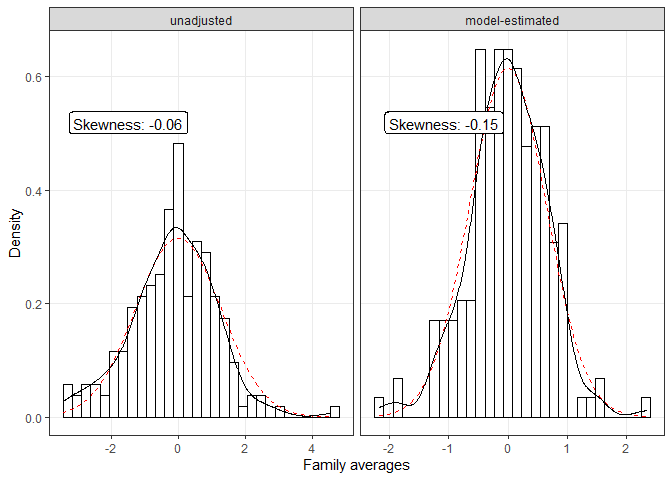 unadjusted
model-estimated
Density
0.6
0.4
0.2
0.0
Skewness: -0.06
Skewness: -0.15
-2
0
2
4
-2
-1
0
1
2
Family averages